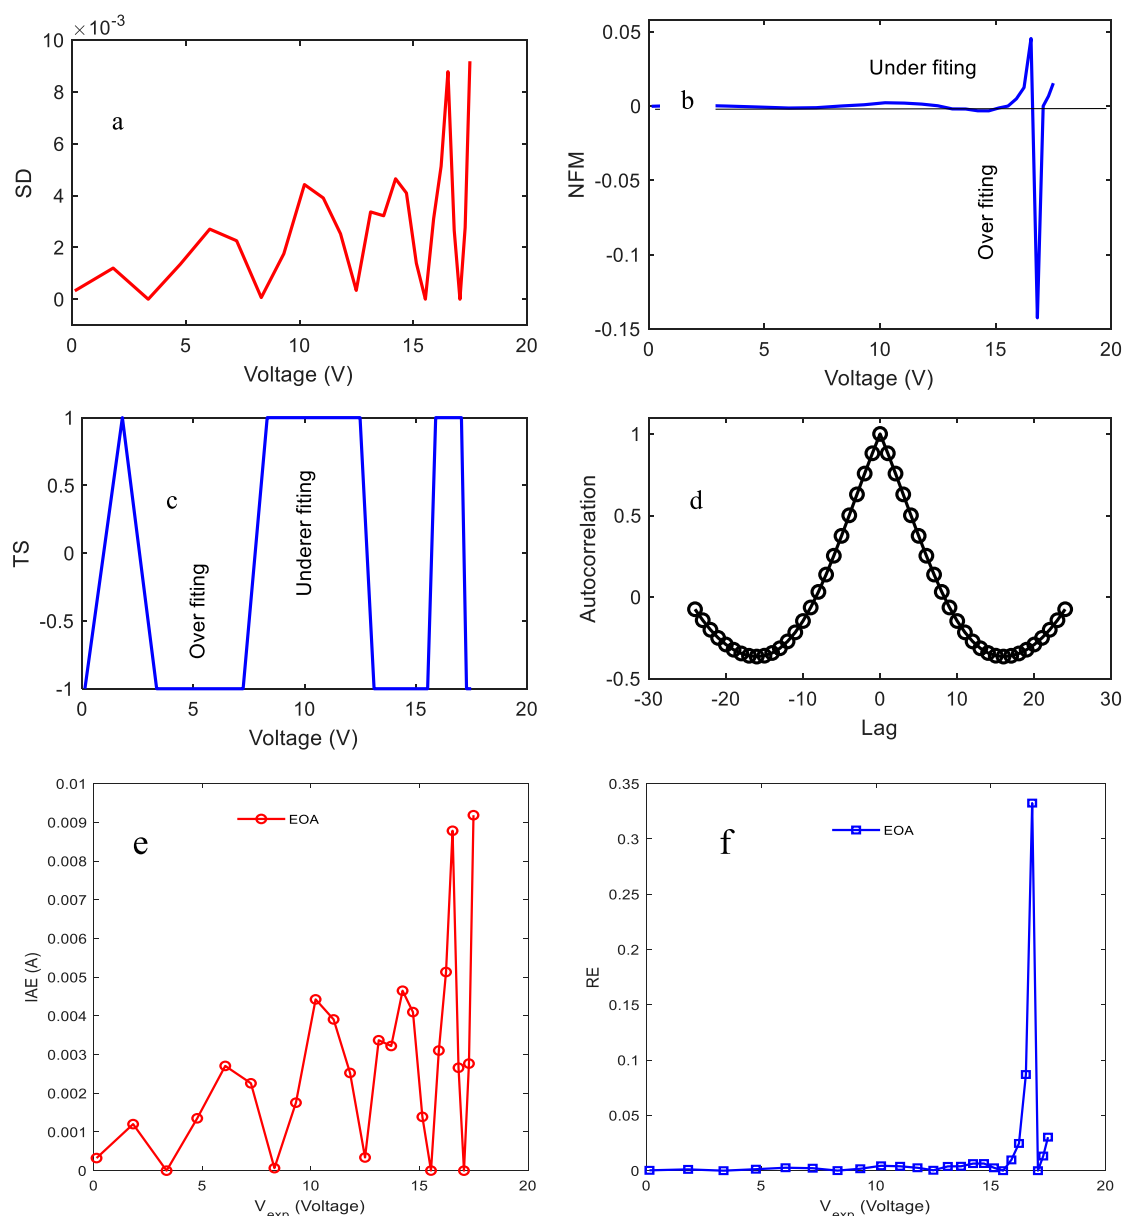 ×10⁻³
10
8
6
4
2
0
SD
a
0 5 10 15 20
Voltage (V)
0.05
0
-0.05
-0.1
-0.15
NFM
b
Under fiting
Over fiting
0 5 10 15 20
Voltage (V)
1
0.5
0
-0.5
-1
TS
c
Over fiting
Underer fiting
0 5 10 15 20
Voltage (V)
1
0.5
0
-0.5
Autocorrelation
d
-30 -20 -10 0 10 20 30
Lag
0.01
0.009
0.008
0.007
0.006
0.005
0.004
0.003
0.002
0.001
0
IAE (A)
EOA
e
0 5 10 15 20
V_exp (Voltage)
0.35
0.3
0.25
0.2
0.15
0.1
0.05
0
RE
EOA
f
0 5 10 15 20
V_exp (Voltage)